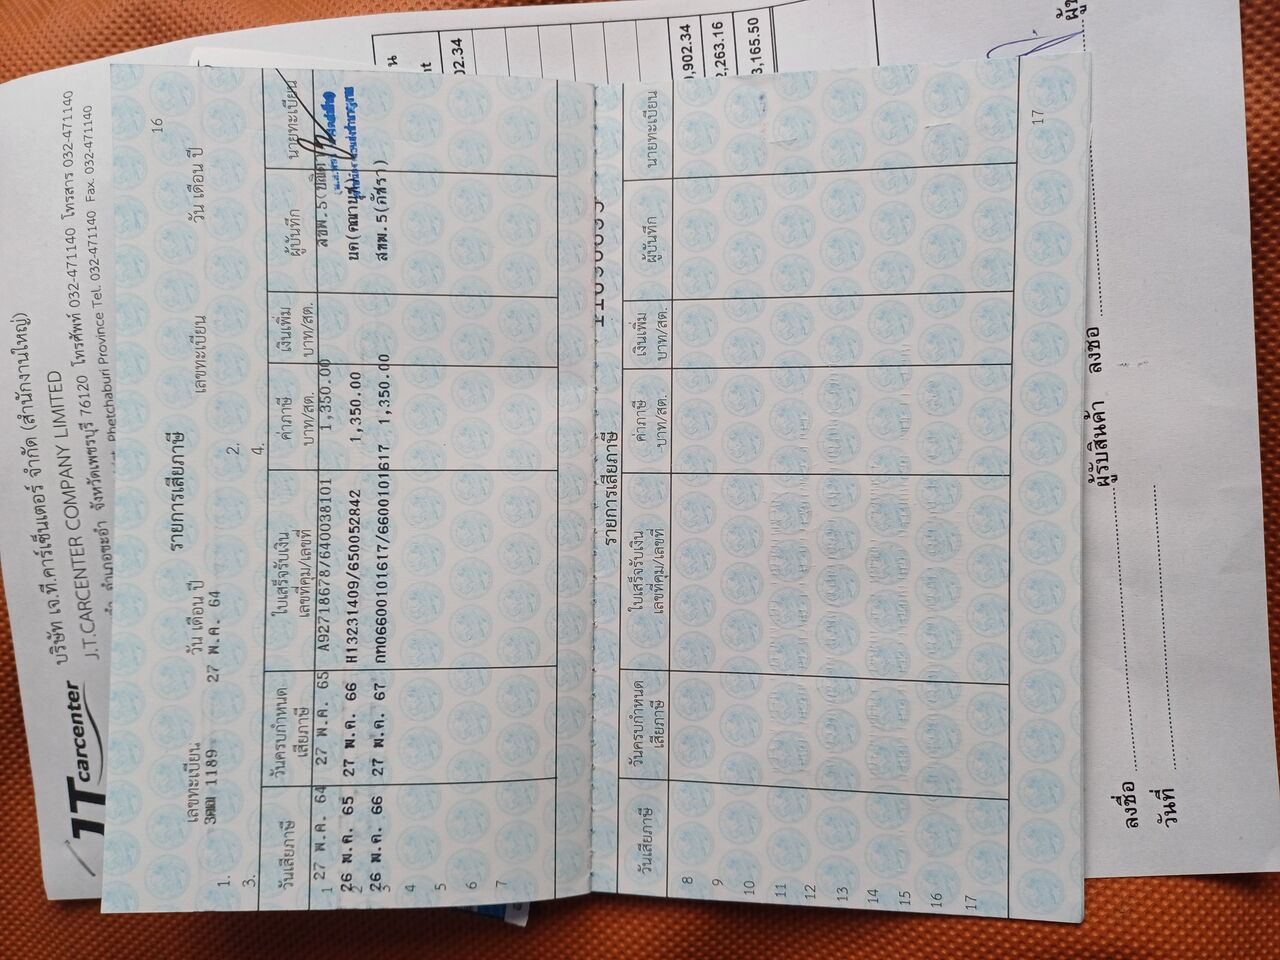 JT carcenter
บริษัท เจ.ที.คาร์เซ็นเตอร์ จำกัด (สำนักงานใหญ่)
J.T.CARCENTER COMPANY LIMITED
อำเภอชะอำ จังหวัดเพชรบุรี 76120 โทรศัพท์ 032-471140 โทรสาร 032-471140
Phetchaburi Province Tel. 032-471140 Fax. 032-471140
02.34
,902.34
2,263.16
3,165.50
16
รายการเสียภาษี
เลขทะเบียน วัน เดือน ปี เลขทะเบียน วัน เดือน ปี
1. 1189 27 พ.ค. 64 2.
3. 4.
วันเสียภาษี วันครบกำหนดเสียภาษี ใบเสร็จรับเงิน เลขที่คุม/เลขที่ ค่าภาษี บาท/สต. เงินเพิ่ม บาท/สต. ผู้บันทึก นายทะเบียน
1 27 พ.ค. 64 27 พ.ค. 65 A92718678/640038101 1,350.00
2 26 พ.ค. 65 27 พ.ค. 66 H13231409/650052842 1,350.00
3 26 พ.ค. 66 27 พ.ค. 67 กท06600101617/6600101617 1,350.00 สขพ.5(ภัชรา)
4
5
6
7
รายการเสียภาษี
วันเสียภาษี วันครบกำหนดเสียภาษี ใบเสร็จรับเงิน เลขที่คุม/เลขที่ ค่าภาษี บาท/สต. เงินเพิ่ม บาท/สต. ผู้บันทึก นายทะเบียน
8
9
10
11
12
13
14
15
16
17
17
ลงชื่อ ผู้รับสินค้า ลงชื่อ
วันที่